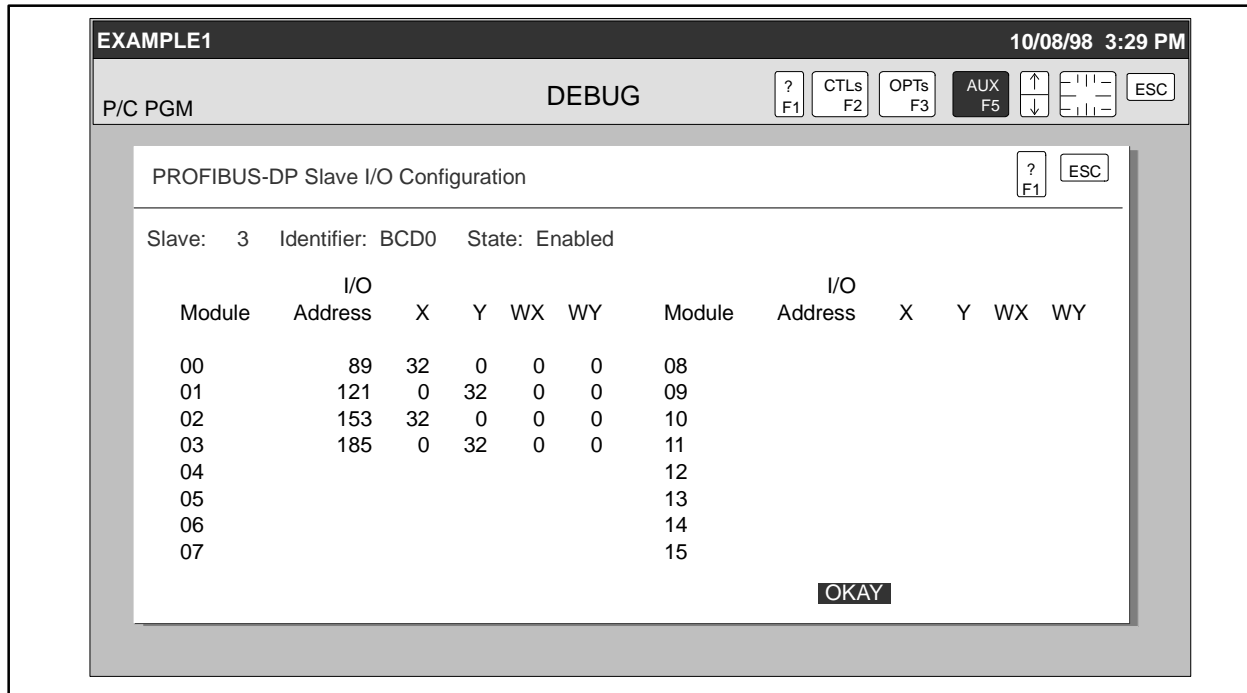 EXAMPLE1 10/08/98 3:29 PM
P/C PGM DEBUG ? F1 CTLs F2 OPTs F3 AUX F5 ↑ ↓ ESC
PROFIBUS-DP Slave I/O Configuration ? F1 ESC
Slave: 3 Identifier: BCD0 State: Enabled
I/O I/O
Module Address X Y WX WY Module Address X Y WX WY
00 89 32 0 0 0 08
01 121 0 32 0 0 09
02 153 32 0 0 0 10
03 185 0 32 0 0 11
04 12
05 13
06 14
07 15
OKAY